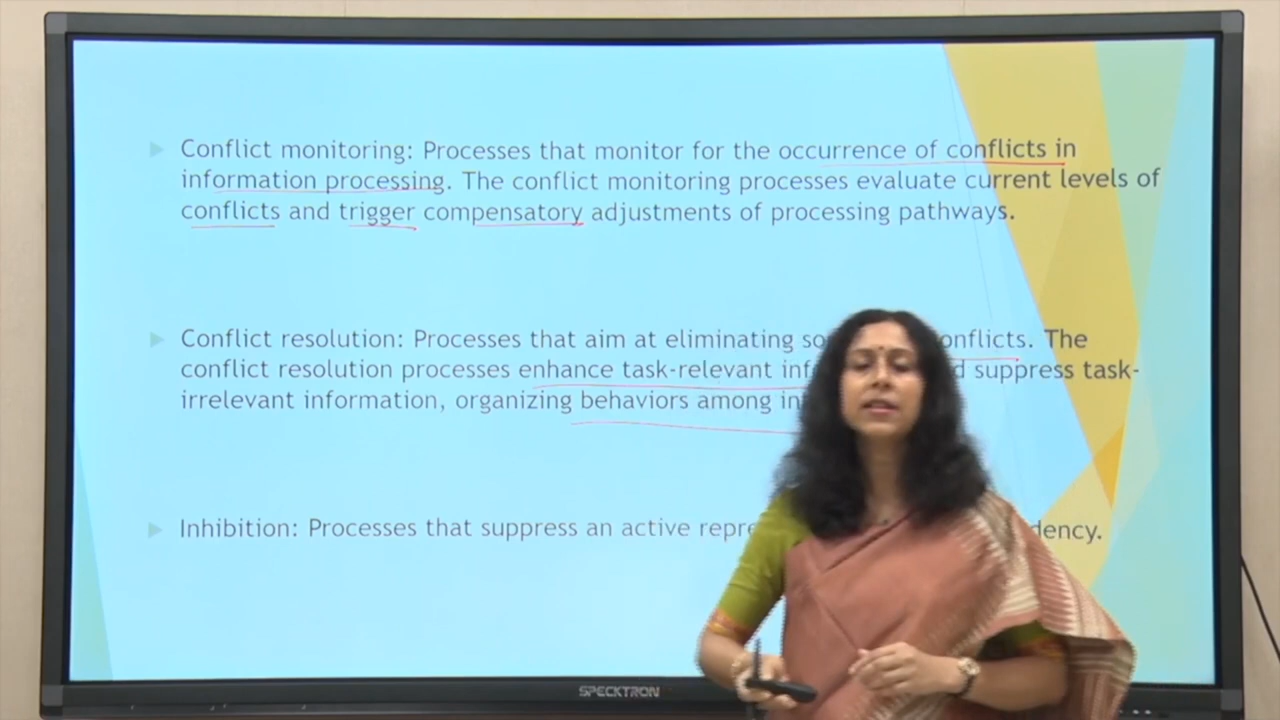 Conflict monitoring: Processes that monitor for the occurrence of conflicts in
information processing. The conflict monitoring processes evaluate current levels of
conflicts and trigger compensatory adjustments of processing pathways.
Conflict resolution: Processes that aim at eliminating conflicts. The
conflict resolution processes enhance task-relevant suppress task-
irrelevant information, organizing behaviors among
Inhibition: Processes that suppress an active
SPECKTRON